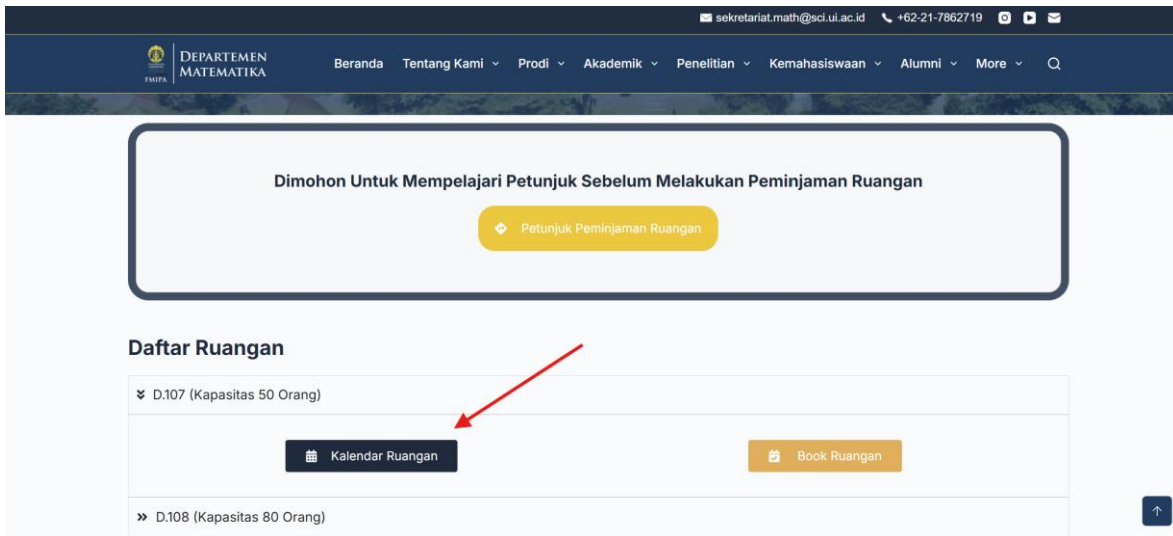 sekretariat.math@sci.ui.ac.id +62-21-7862719
FMIPA
DEPARTEMEN
MATEMATIKA
Beranda Tentang Kami Prodi Akademik Penelitian Kemahasiswaan Alumni More
Dimohon Untuk Mempelajari Petunjuk Sebelum Melakukan Peminjaman Ruangan
Petunjuk Peminjaman Ruangan
Daftar Ruangan
D.107 (Kapasitas 50 Orang)
Kalendar Ruangan Book Ruangan
D.108 (Kapasitas 80 Orang)